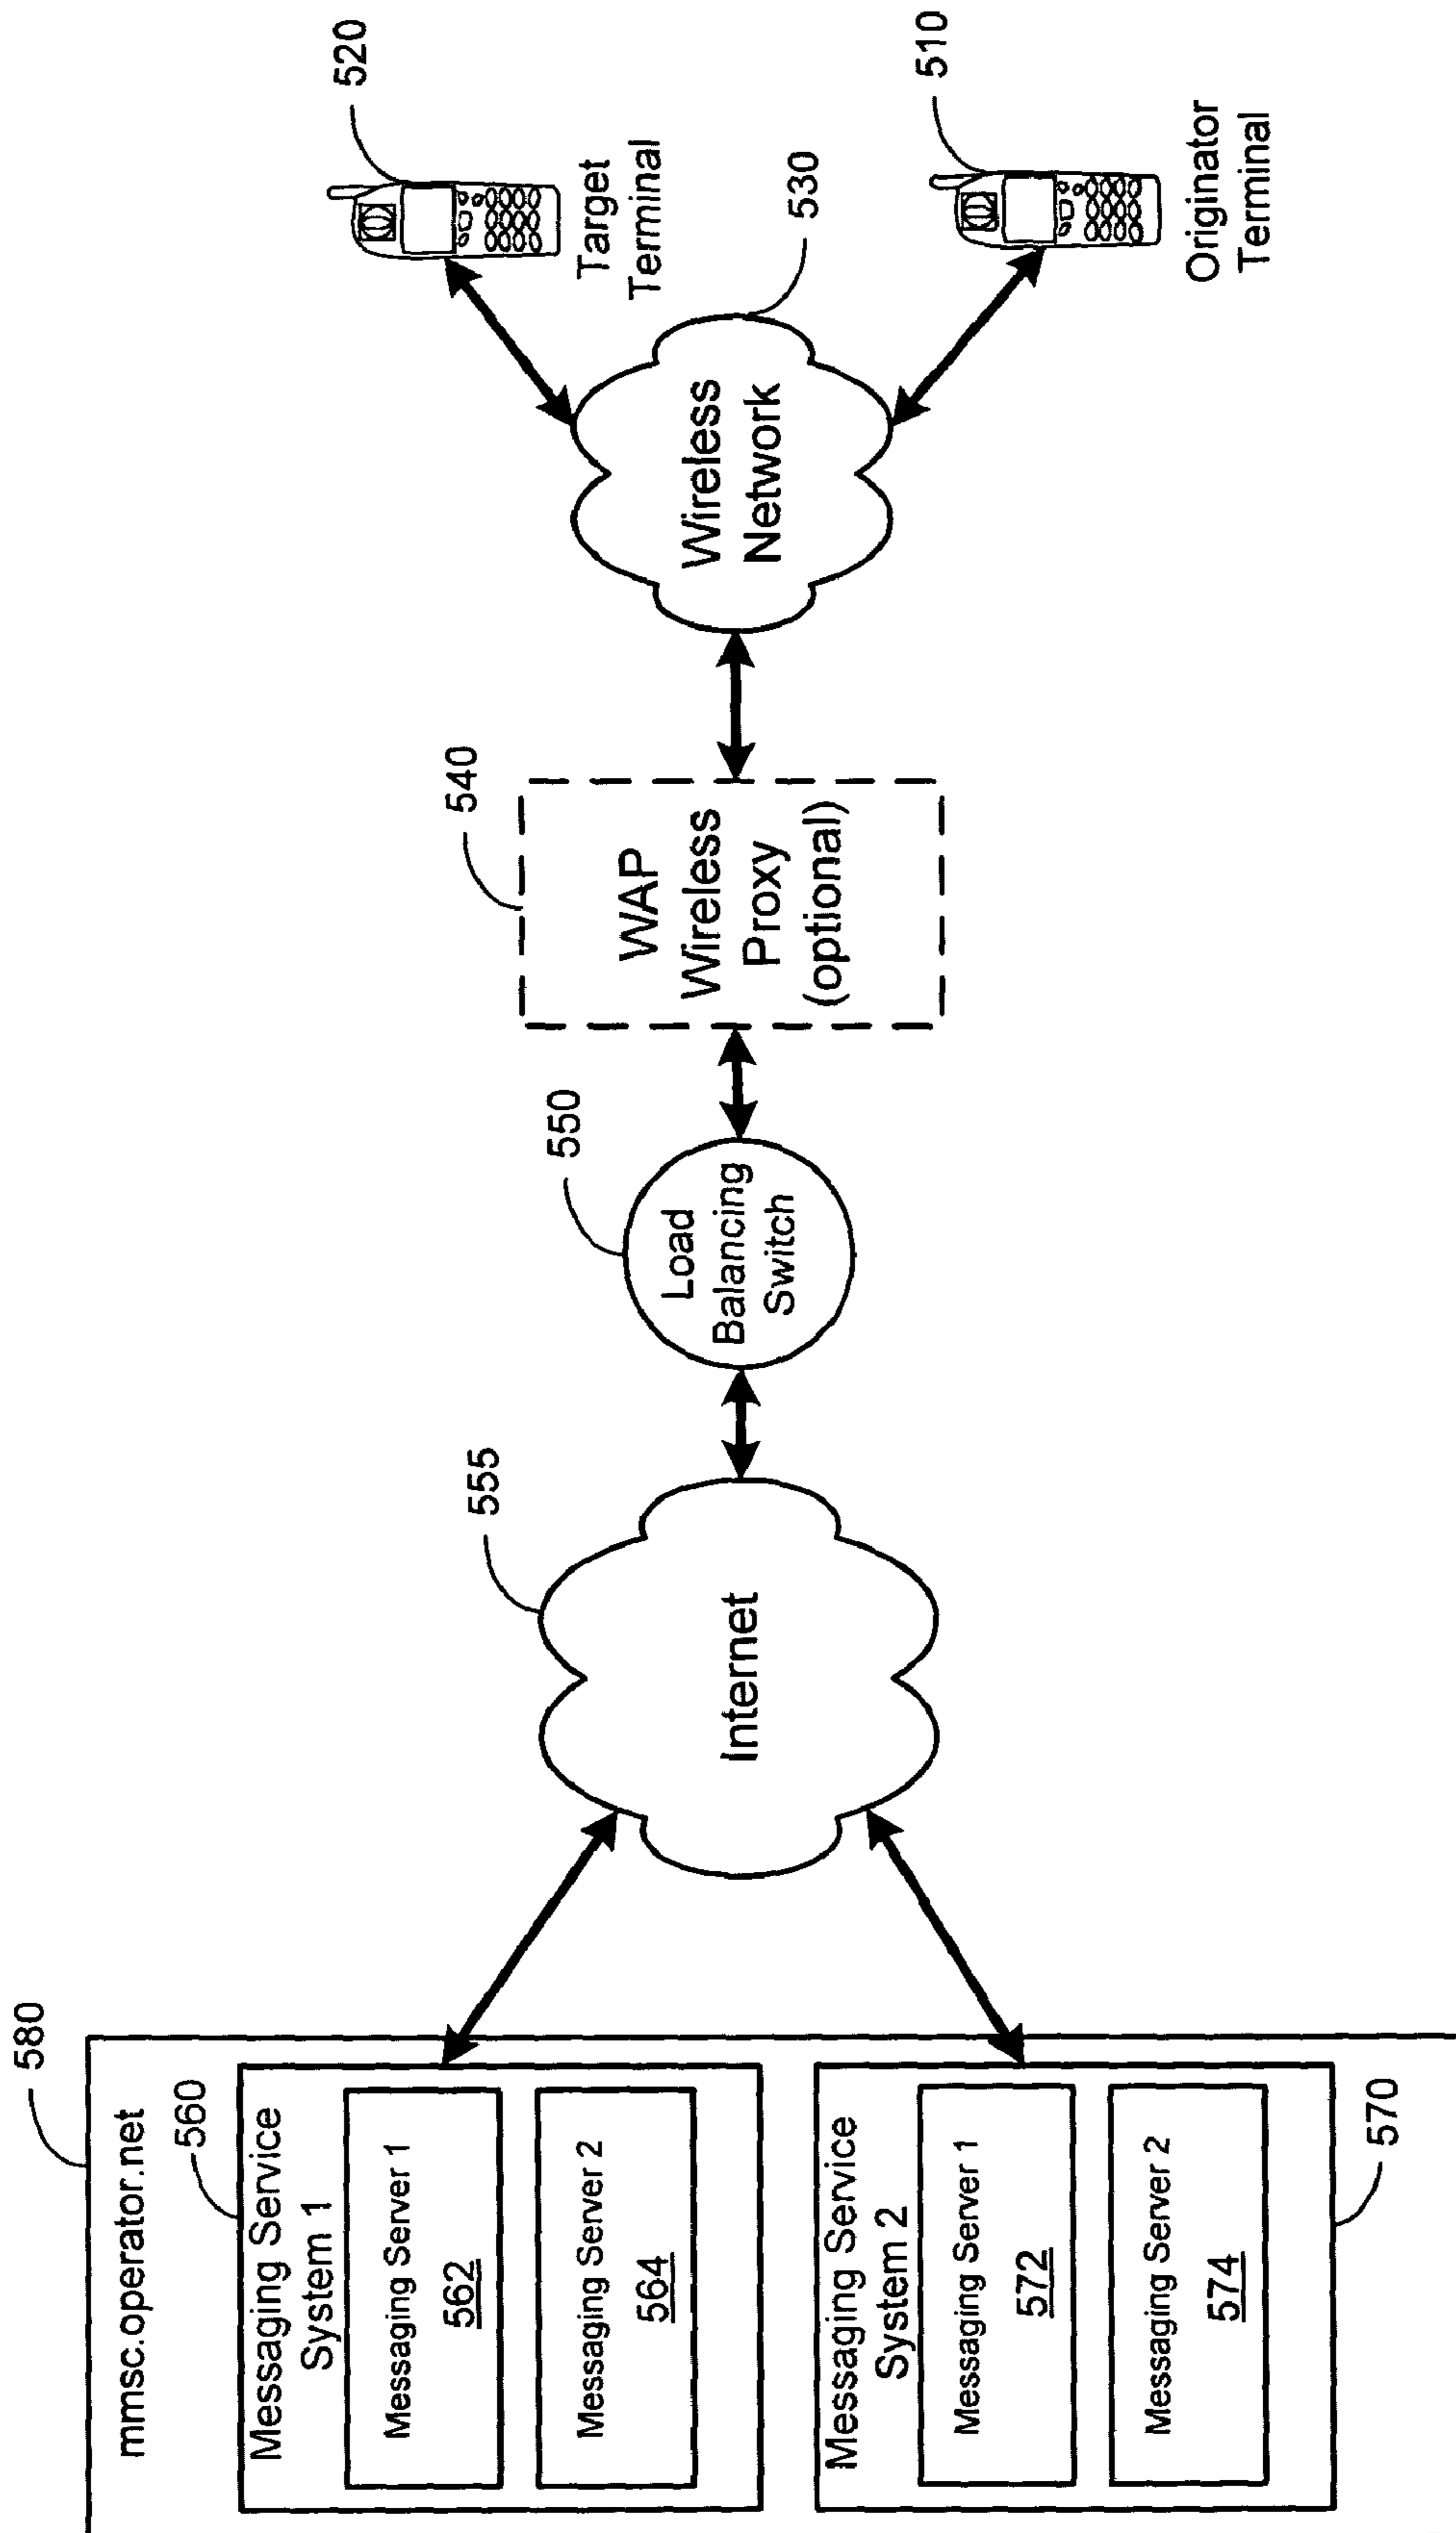 mmsc.operator.net
580
Messaging Service
System 1
560
Messaging Server 1
562
Messaging Server 2
564
Messaging Service
System 2
Messaging Server 1
572
Messaging Server 2
574
570
555
Internet
550
Load
Balancing
Switch
540
WAP
Wireless
Proxy
(optional)
Wireless
Network
530
520
Target
Terminal
510
Originator
Terminal